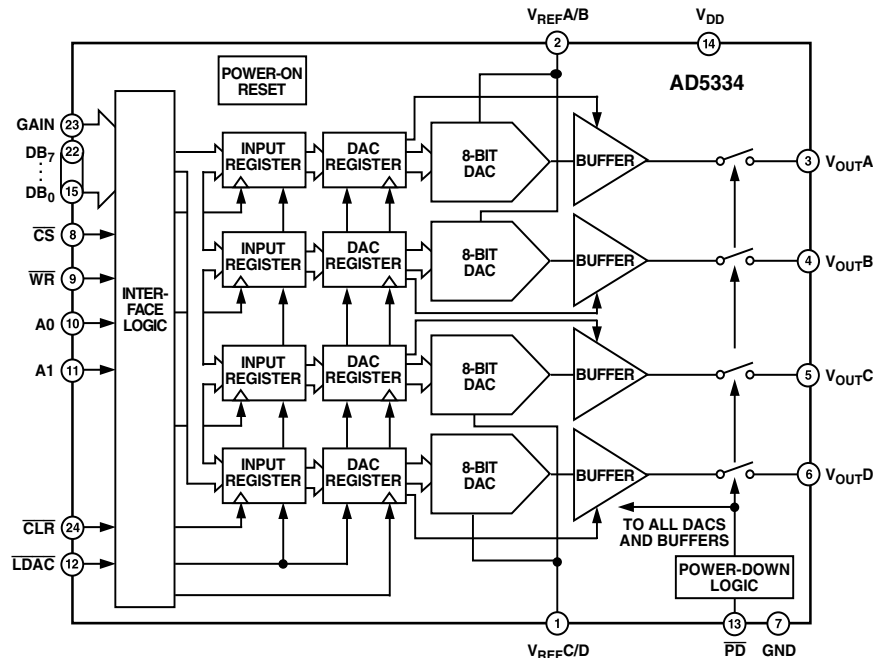 VREFA/B
VDD
2
14
POWER-ON
RESET
AD5334
GAIN 23
DB7 22
DB0 15
CS 8
WR 9
A0 10
A1 11
CLR 24
LDAC 12
INTER-
FACE
LOGIC
INPUT
REGISTER
DAC
REGISTER
8-BIT
DAC
BUFFER
3 VOUTA
INPUT
REGISTER
DAC
REGISTER
8-BIT
DAC
BUFFER
4 VOUTB
INPUT
REGISTER
DAC
REGISTER
8-BIT
DAC
BUFFER
5 VOUTC
INPUT
REGISTER
DAC
REGISTER
8-BIT
DAC
BUFFER
6 VOUTD
TO ALL DACS
AND BUFFERS
POWER-DOWN
LOGIC
1
13
7
VREFC/D
PD
GND